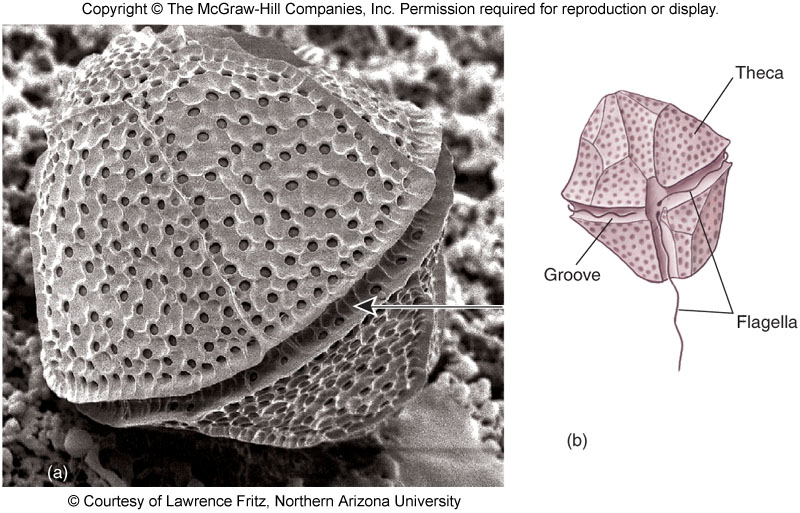 Copyright © The McGraw-Hill Companies, Inc. Permission required for reproduction or display.
Theca
Groove
Flagella
(b)
(a)
© Courtesy of Lawrence Fritz, Northern Arizona University